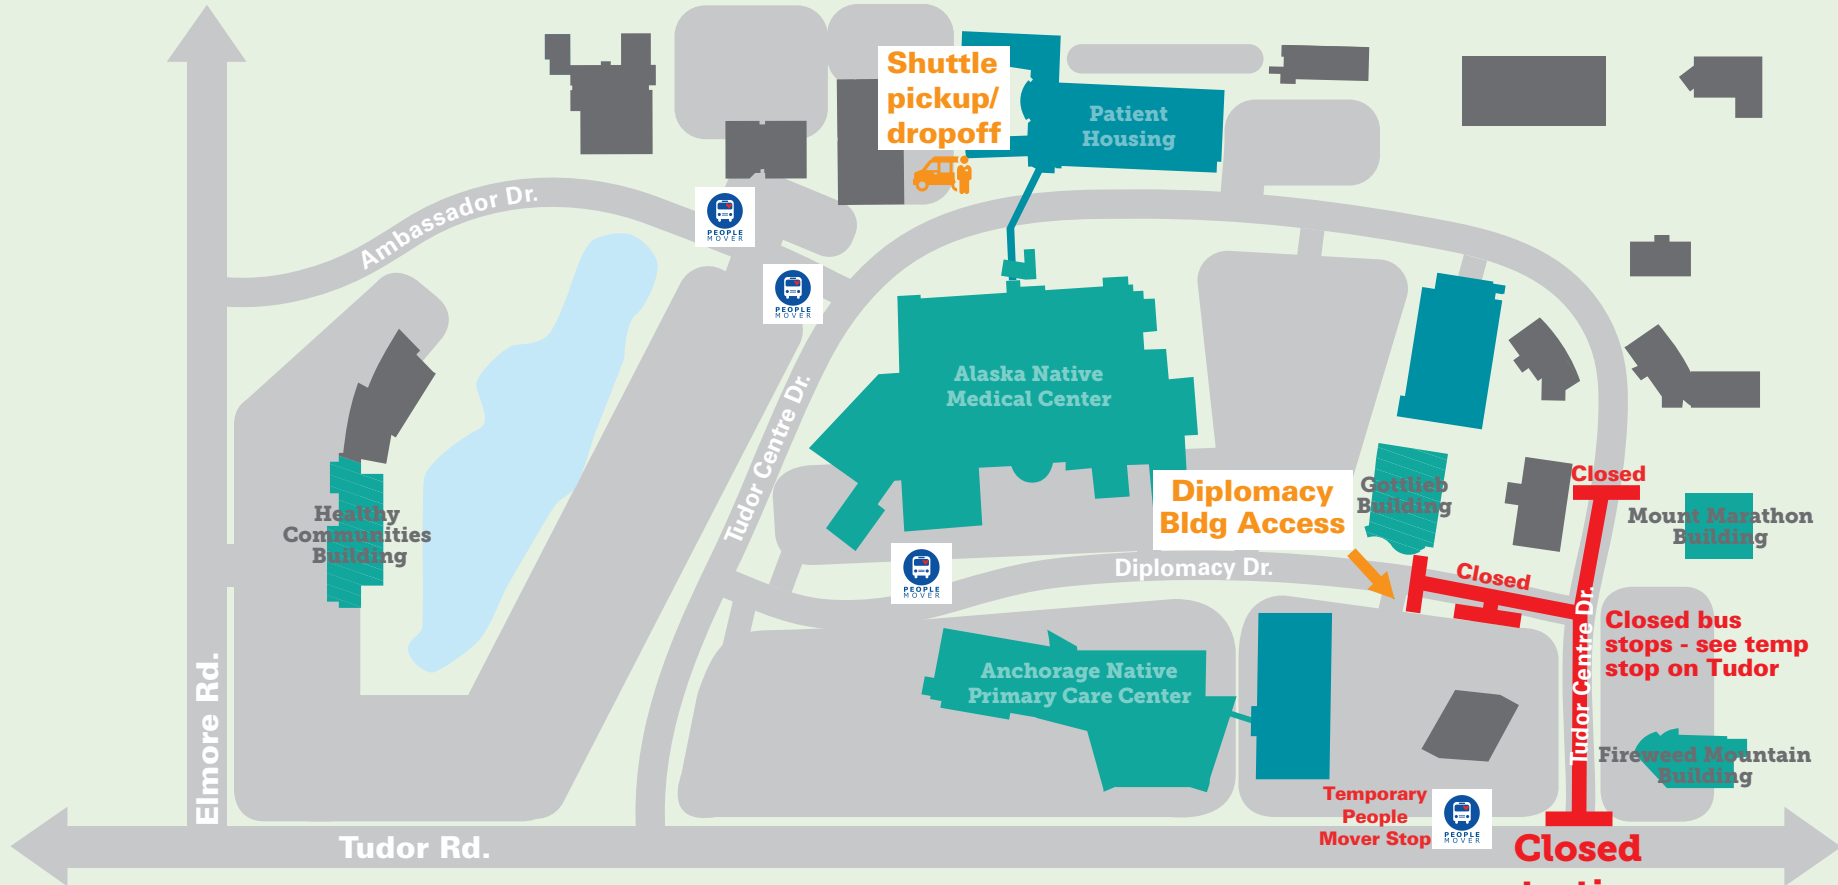 Shuttle
pickup/
dropoff
Patient
Housing
Ambassador Dr.
PEOPLE
MOVER
PEOPLE
MOVER
Alaska Native
Medical Center
Tudor Centre Dr.
Healthy
Communities
Building
Diplomacy
Bldg Access
Gottlieb
Building
Closed
Mount Marathon
Building
PEOPLE
MOVER
Diplomacy Dr.
Closed
Closed bus
stops - see temp
stop on Tudor
Tudor Centre Dr.
Anchorage Native
Primary Care Center
Elmore Rd.
Fireweed Mountain
Building
Temporary
People
Mover Stop
PEOPLE
MOVER
Tudor Rd.
Closed